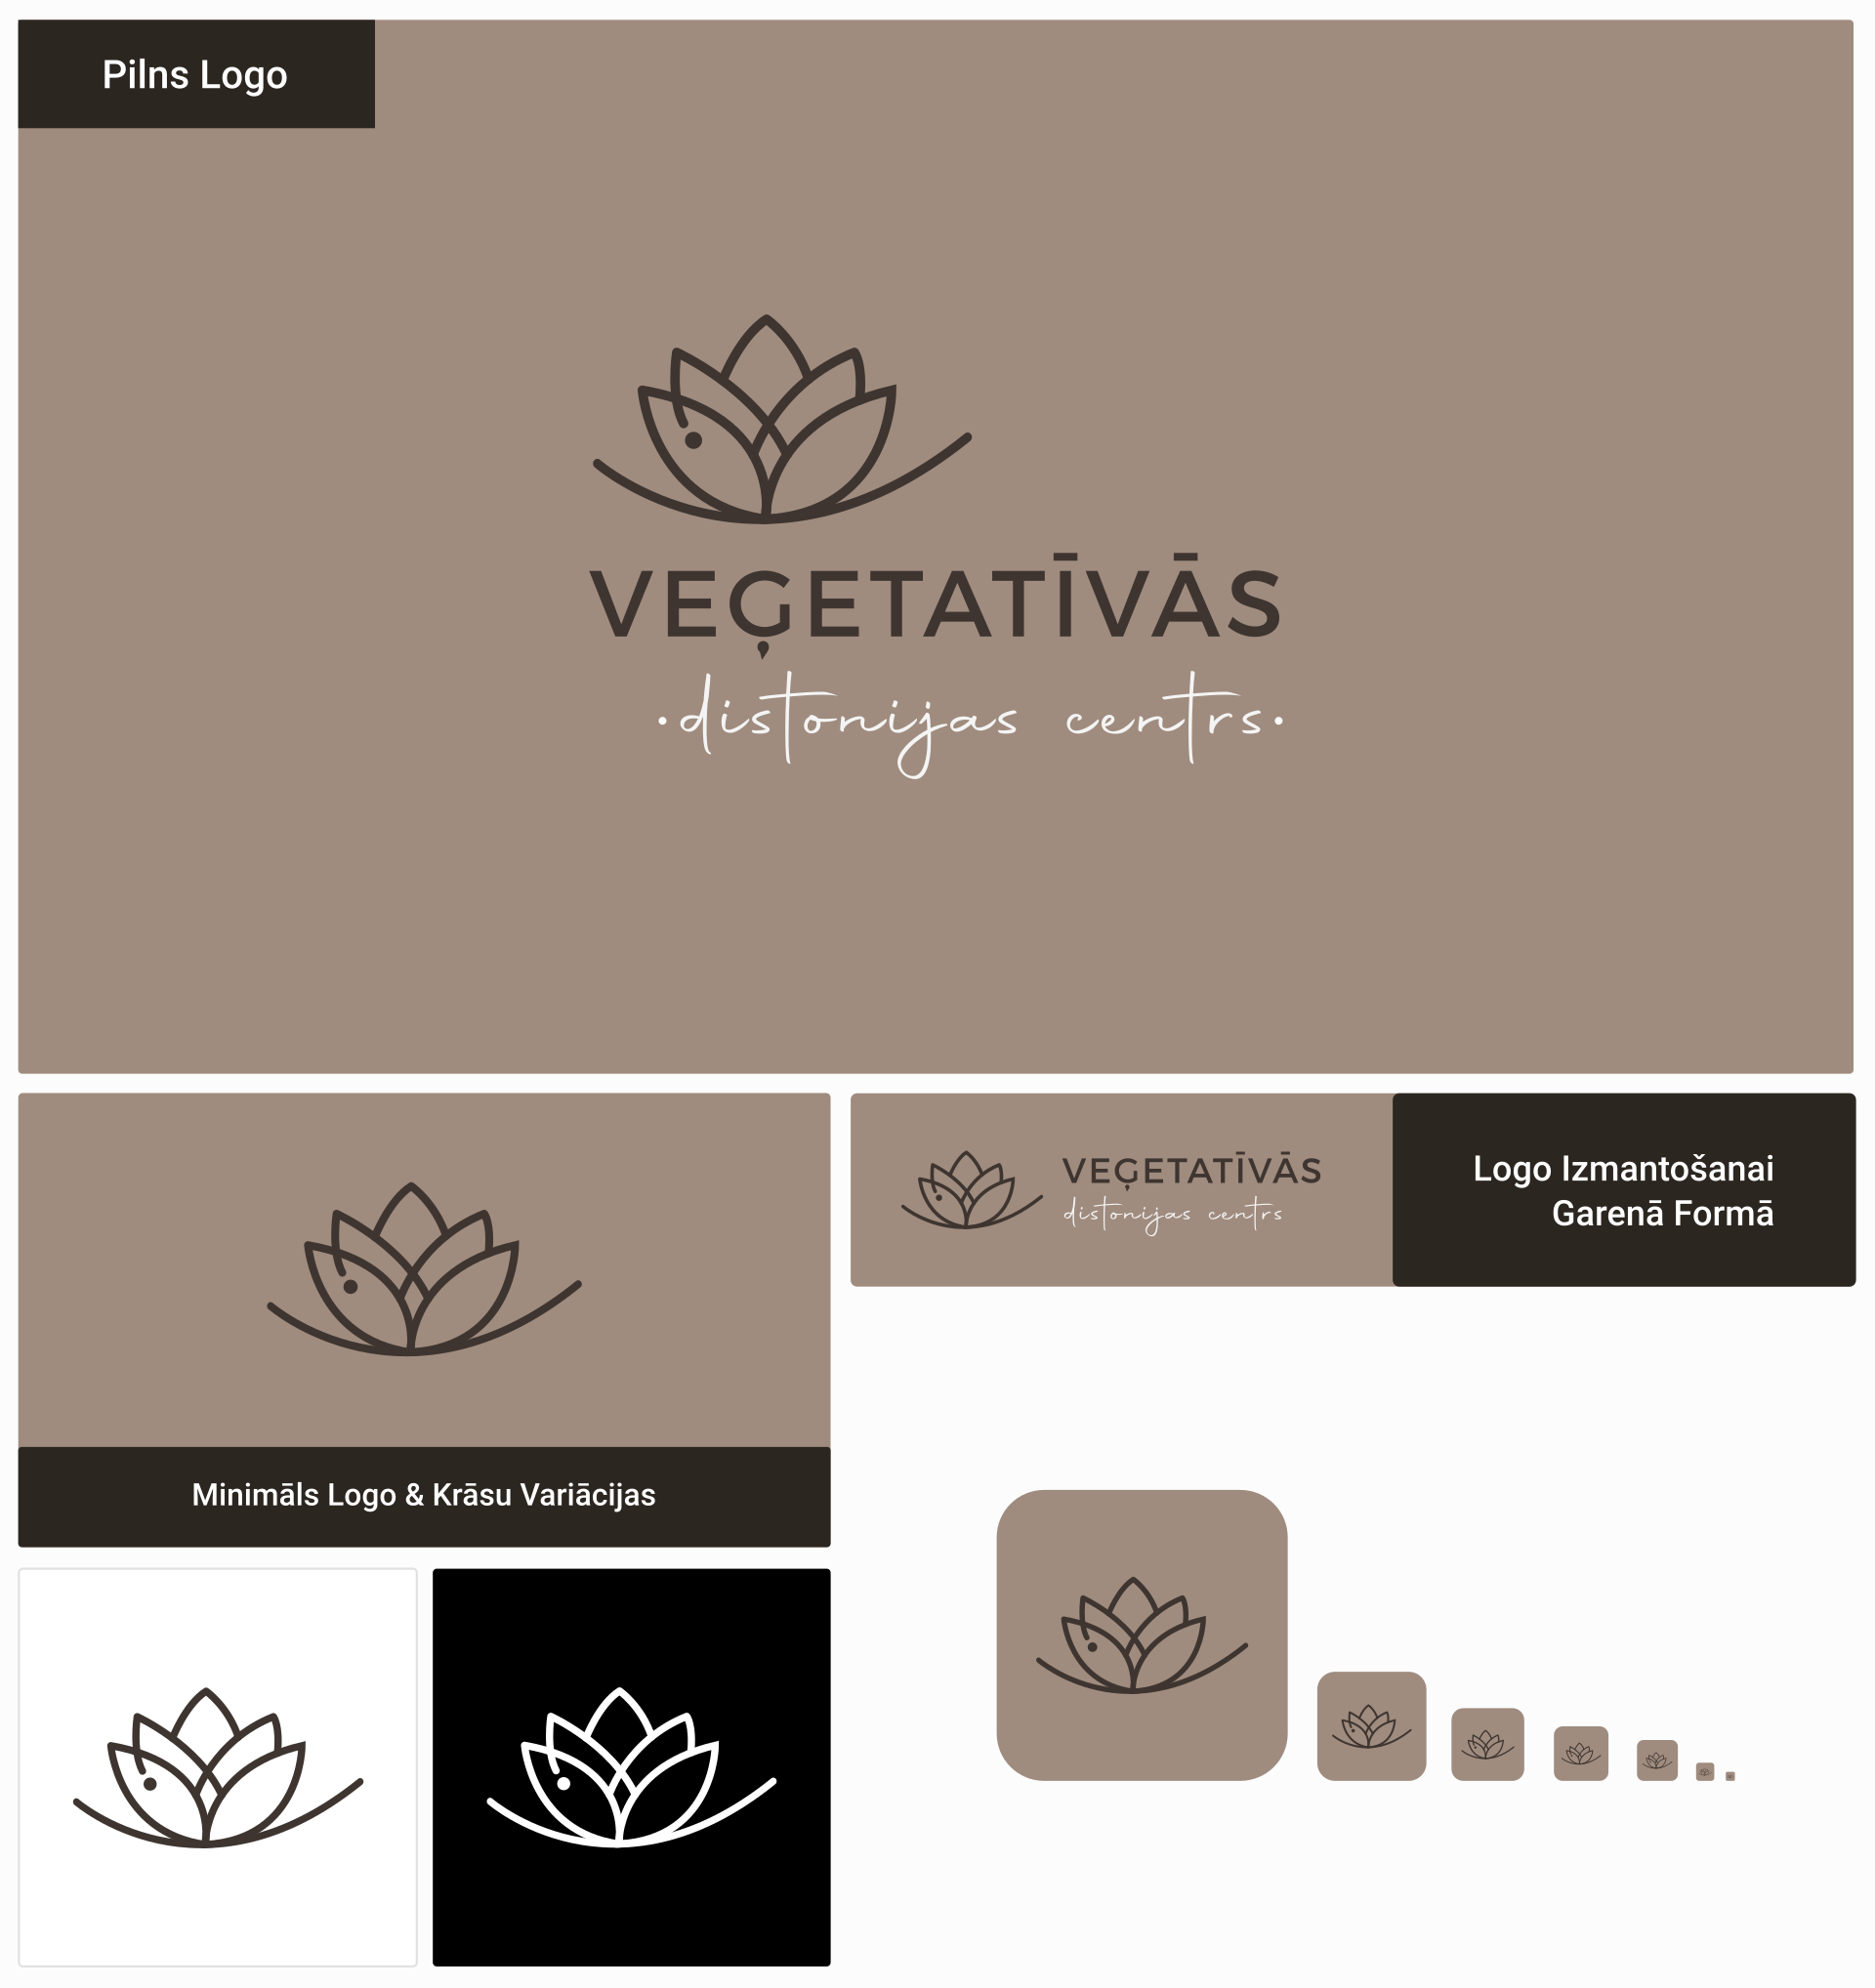 Pilns Logo
VEĢETATĪVĀS
•distonijas centrs•
VEĢETATĪVĀS
distonijas centrs
Logo Izmantošanai
Garenā Formā
Minimāls Logo & Krāsu Variācijas